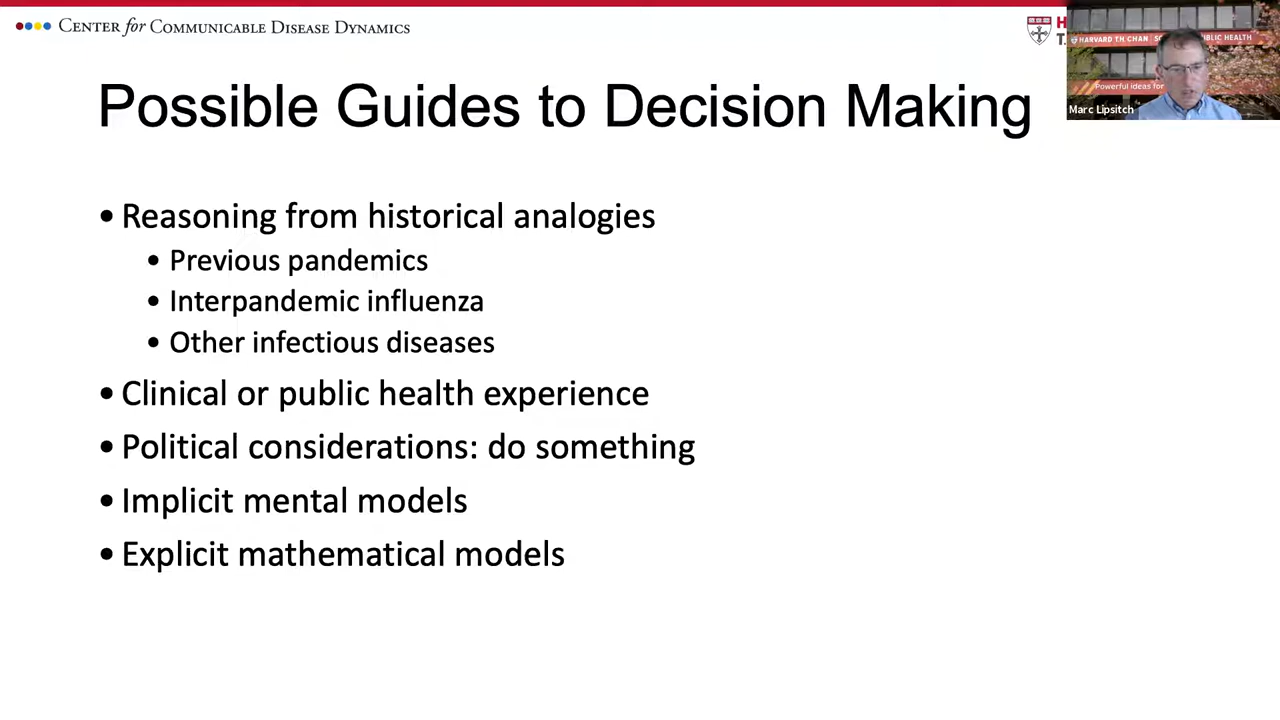 CENTER for COMMUNICABLE DISEASE DYNAMICS
H
T.
HARVARD T.H. CHAN
PUBLIC HEALTH
Powerful ideas for
Marc Lipsitch
Possible Guides to Decision Making
• Reasoning from historical analogies
• Previous pandemics
• Interpandemic influenza
• Other infectious diseases
• Clinical or public health experience
• Political considerations: do something
• Implicit mental models
• Explicit mathematical models